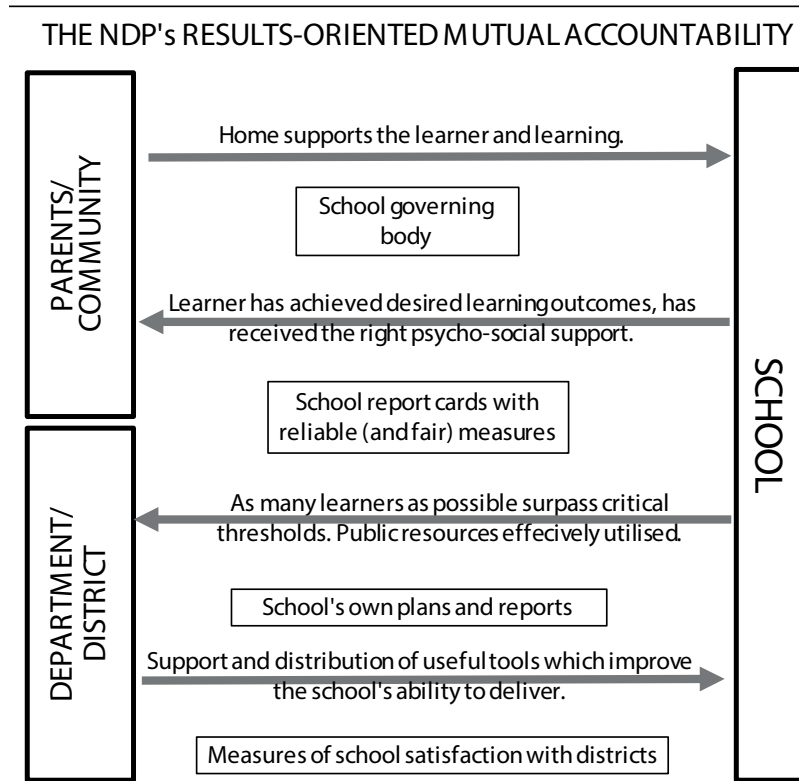 THE NDP's RESULTS-ORIENTED MUTUAL ACCOUNTABILITY
PARENTS/
COMMUNITY
Home supports the learner and learning.
School governing
body
Learner has achieved desired learning outcomes, has
received the right psycho-social support.
School report cards with
reliable (and fair) measures
SCHOOL
DEPARTMENT/
DISTRICT
As many learners as possible surpass critical
thresholds. Public resources effecively utilised.
School's own plans and reports
Support and distribution of useful tools which improve
the school's ability to deliver.
Measures of school satisfaction with districts